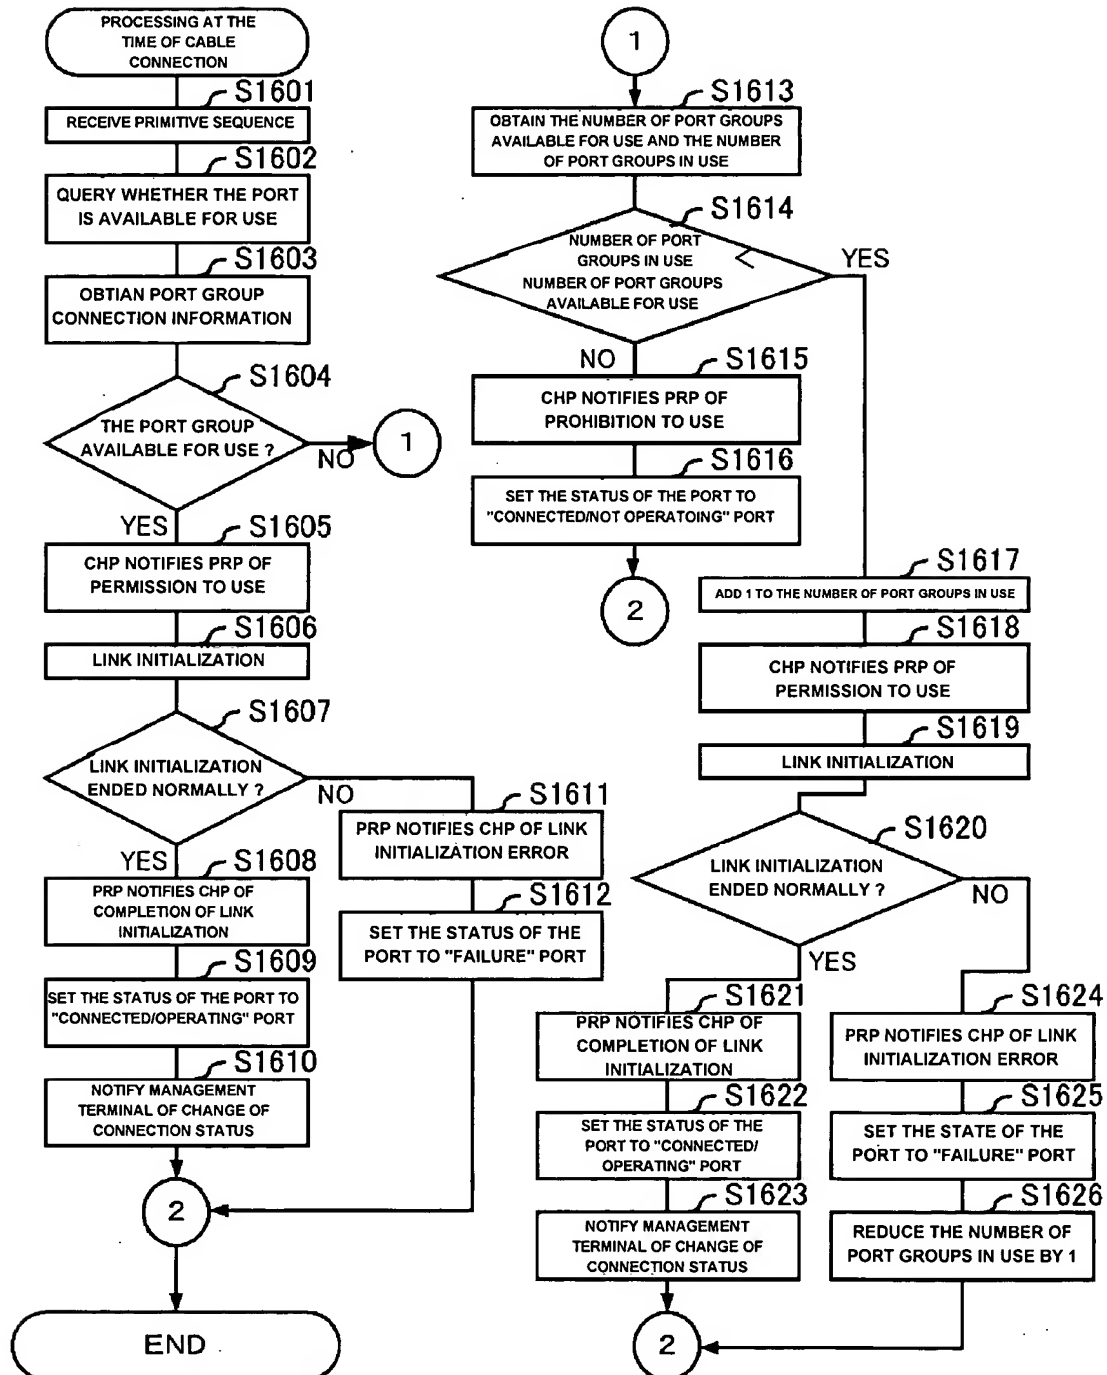 PROCESSING AT THE
TIME OF CABLE
CONNECTION
S1601
RECEIVE PRIMITIVE SEQUENCE
S1602
QUERY WHETHER THE PORT
IS AVAILABLE FOR USE
S1603
OBTIAN PORT GROUP
CONNECTION INFORMATION
S1604
THE PORT GROUP
AVAILABLE FOR USE ?
NO
1
YES
S1605
CHP NOTIFIES PRP OF
PERMISSION TO USE
S1606
LINK INITIALIZATION
S1607
LINK INITIALIZATION
ENDED NORMALLY ?
NO
YES
S1608
PRP NOTIFIES CHP OF
COMPLETION OF LINK
INITIALIZATION
S1609
SET THE STATUS OF THE PORT TO
"CONNECTED/OPERATING" PORT
S1610
NOTIFY MANAGEMENT
TERMINAL OF CHANGE OF
CONNECTION STATUS
2
END
S1611
PRP NOTIFIES CHP OF LINK
INITIALIZATION ERROR
S1612
SET THE STATUS OF THE
PORT TO "FAILURE" PORT
1
S1613
OBTAIN THE NUMBER OF PORT GROUPS
AVAILABLE FOR USE AND THE NUMBER
OF PORT GROUPS IN USE
S1614
NUMBER OF PORT
GROUPS IN USE <
NUMBER OF PORT GROUPS
AVAILABLE FOR USE
YES
NO
S1615
CHP NOTIFIES PRP OF
PROHIBITION TO USE
S1616
SET THE STATUS OF THE PORT TO
"CONNECTED/NOT OPERATOING" PORT
2
S1617
ADD 1 TO THE NUMBER OF PORT GROUPS IN USE
S1618
CHP NOTIFIES PRP OF
PERMISSION TO USE
S1619
LINK INITIALIZATION
S1620
LINK INITIALIZATION
ENDED NORMALLY ?
NO
YES
S1621
PRP NOTIFIES CHP OF
COMPLETION OF LINK
INITIALIZATION
S1622
SET THE STATUS OF THE
PORT TO "CONNECTED/
OPERATING" PORT
S1623
NOTIFY MANAGEMENT
TERMINAL OF CHANGE OF
CONNECTION STATUS
2
S1624
PRP NOTIFIES CHP OF LINK
INITIALIZATION ERROR
S1625
SET THE STATE OF THE
PORT TO "FAILURE" PORT
S1626
REDUCE THE NUMBER OF
PORT GROUPS IN USE BY 1